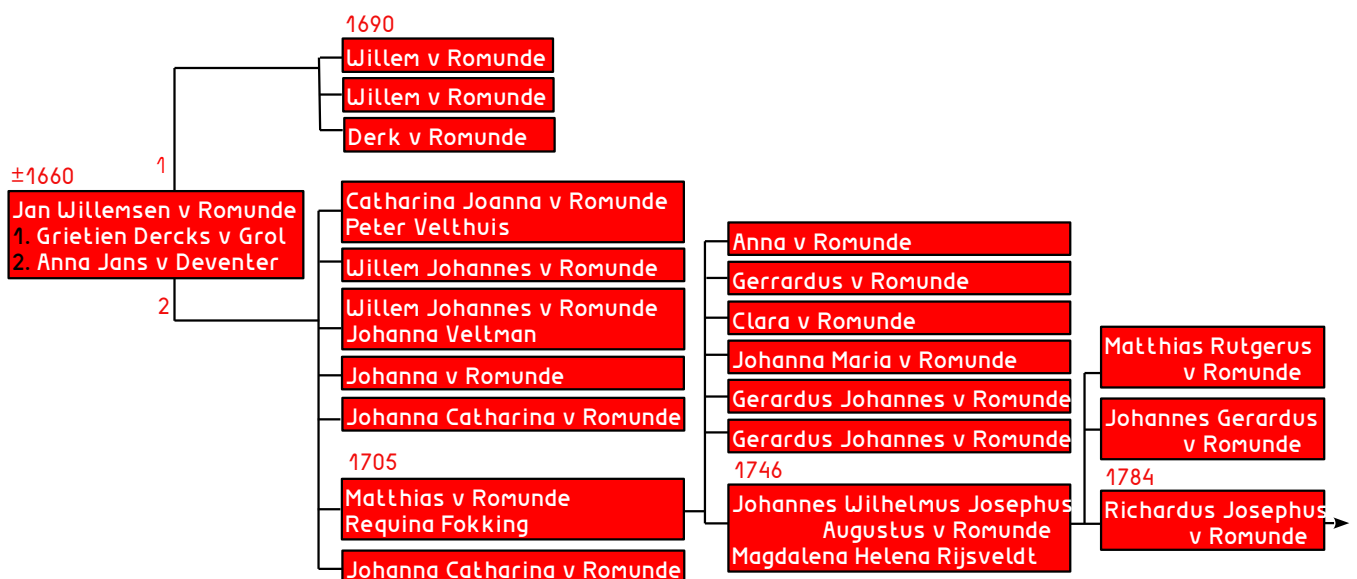 1690
Willem v Romunde
Willem v Romunde
Derk v Romunde
1
±1660
Jan Willemsen v Romunde
1. Grietien Dercks v Grol
2. Anna Jans v Deventer
2
Catharina Joanna v Romunde
Peter Velthuis
Willem Johannes v Romunde
Willem Johannes v Romunde
Johanna Veltman
Johanna v Romunde
Johanna Catharina v Romunde
1705
Matthias v Romunde
Requina Fokking
Johanna Catharina v Romunde
Anna v Romunde
Gerrardus v Romunde
Clara v Romunde
Johanna Maria v Romunde
Gerardus Johannes v Romunde
Gerardus Johannes v Romunde
1746
Johannes Wilhelmus Josephus
Augustus v Romunde
Magdalena Helena Rijsveldt
Matthias Rutgerus
v Romunde
Johannes Gerardus
v Romunde
1784
Richardus Josephus
v Romunde